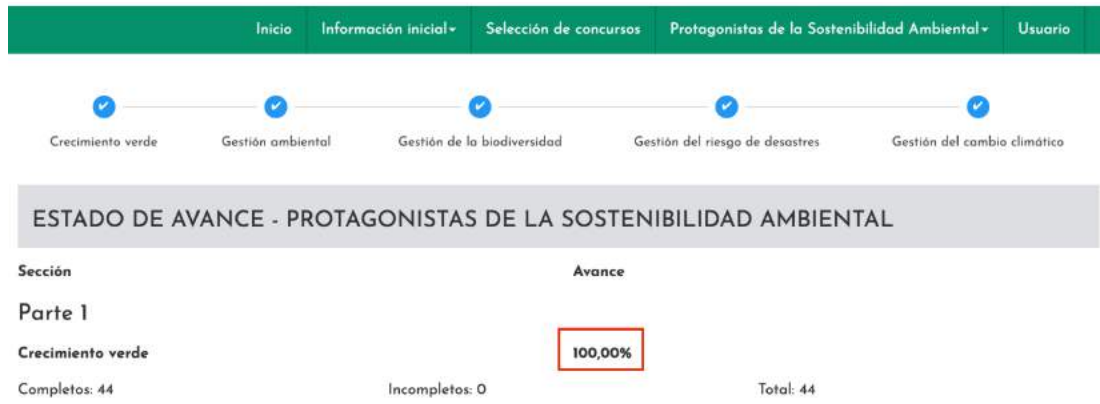 Inicio Información inicial Selección de concursos Protagonistas de la Sostenibilidad Ambiental Usuario
Crecimiento verde Gestión ambiental Gestión de la biodiversidad Gestión del riesgo de desastres Gestión del cambio climático
ESTADO DE AVANCE - PROTAGONISTAS DE LA SOSTENIBILIDAD AMBIENTAL
Sección Avance
Parte 1
Crecimiento verde 100,00%
Completos: 44 Incompletos: 0 Total: 44